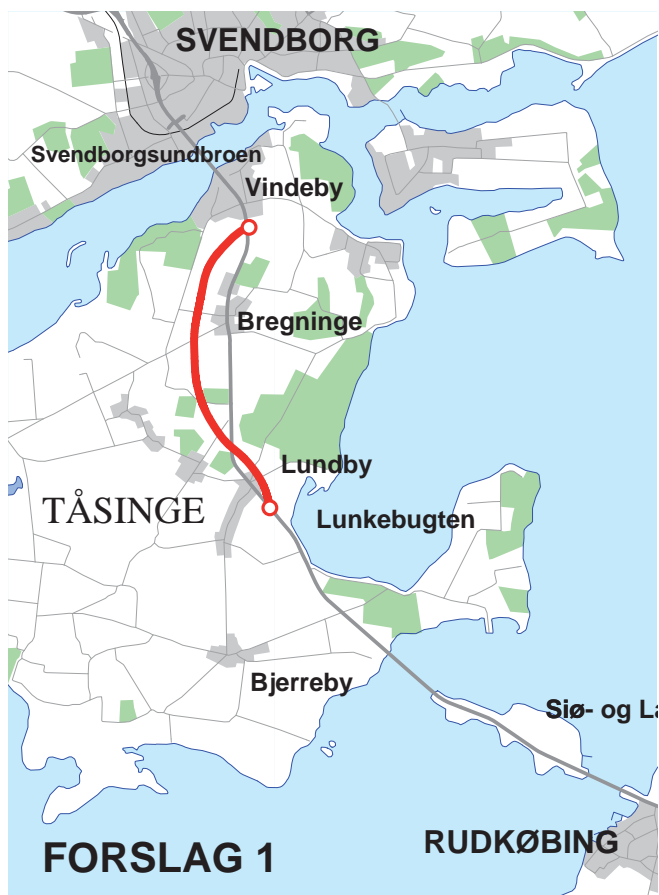 SVENDBORG
Svendborgsundbroen
Vindeby
Bregninge
Lundby
TÅSINGE
Lunkebugten
Bjerreby
Siø- og La
RUDKØBING
FORSLAG 1